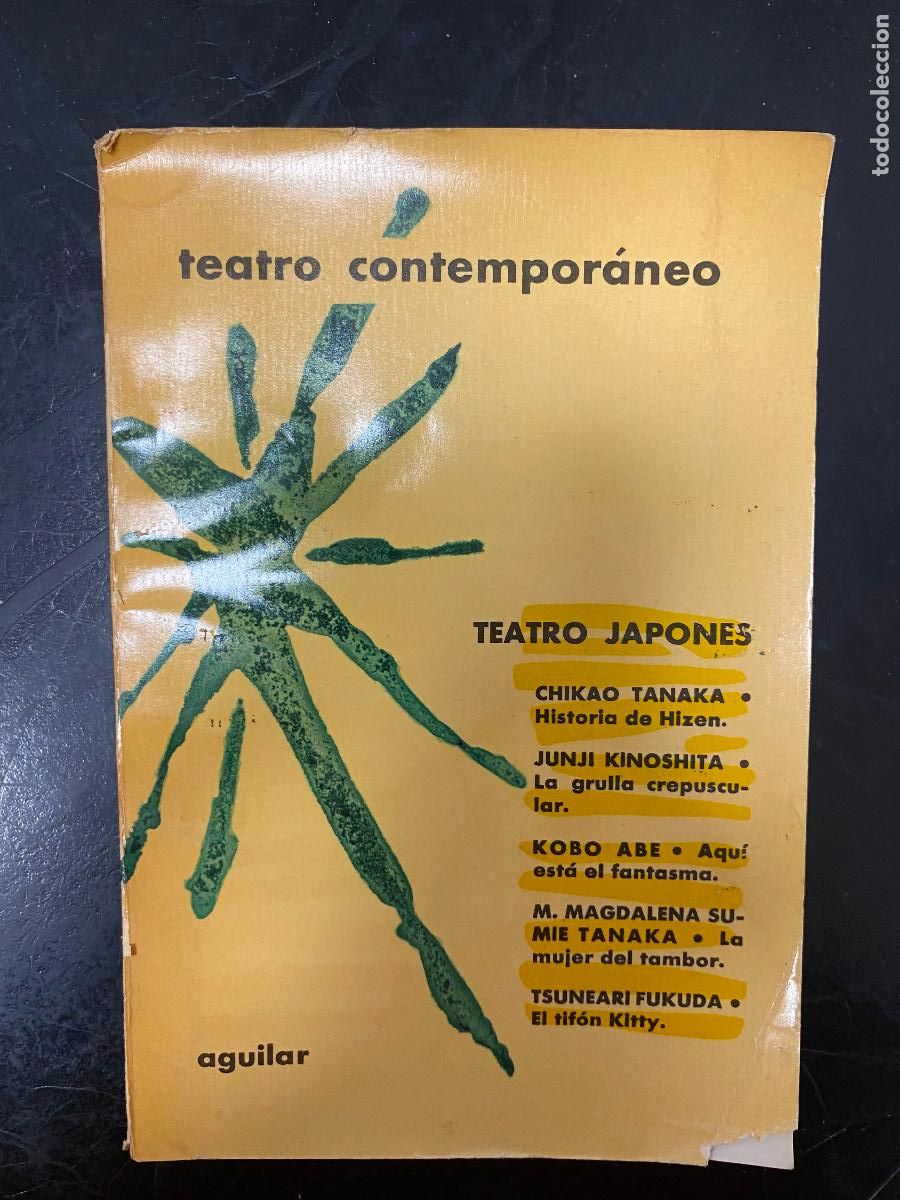 teatro contemporáneo
TEATRO JAPONES
CHIKAO TANAKA •
Historia de Hizen.
JUNJI KINOSHITA •
La grulla crepuscu-
lar.
KOBO ABE • Aquí
está el fantasma.
M. MAGDALENA SU-
MIE TANAKA • La
mujer del tambor.
TSUNEARI FUKUDA •
El tifón Kitty.
aguilar
todocoleccion